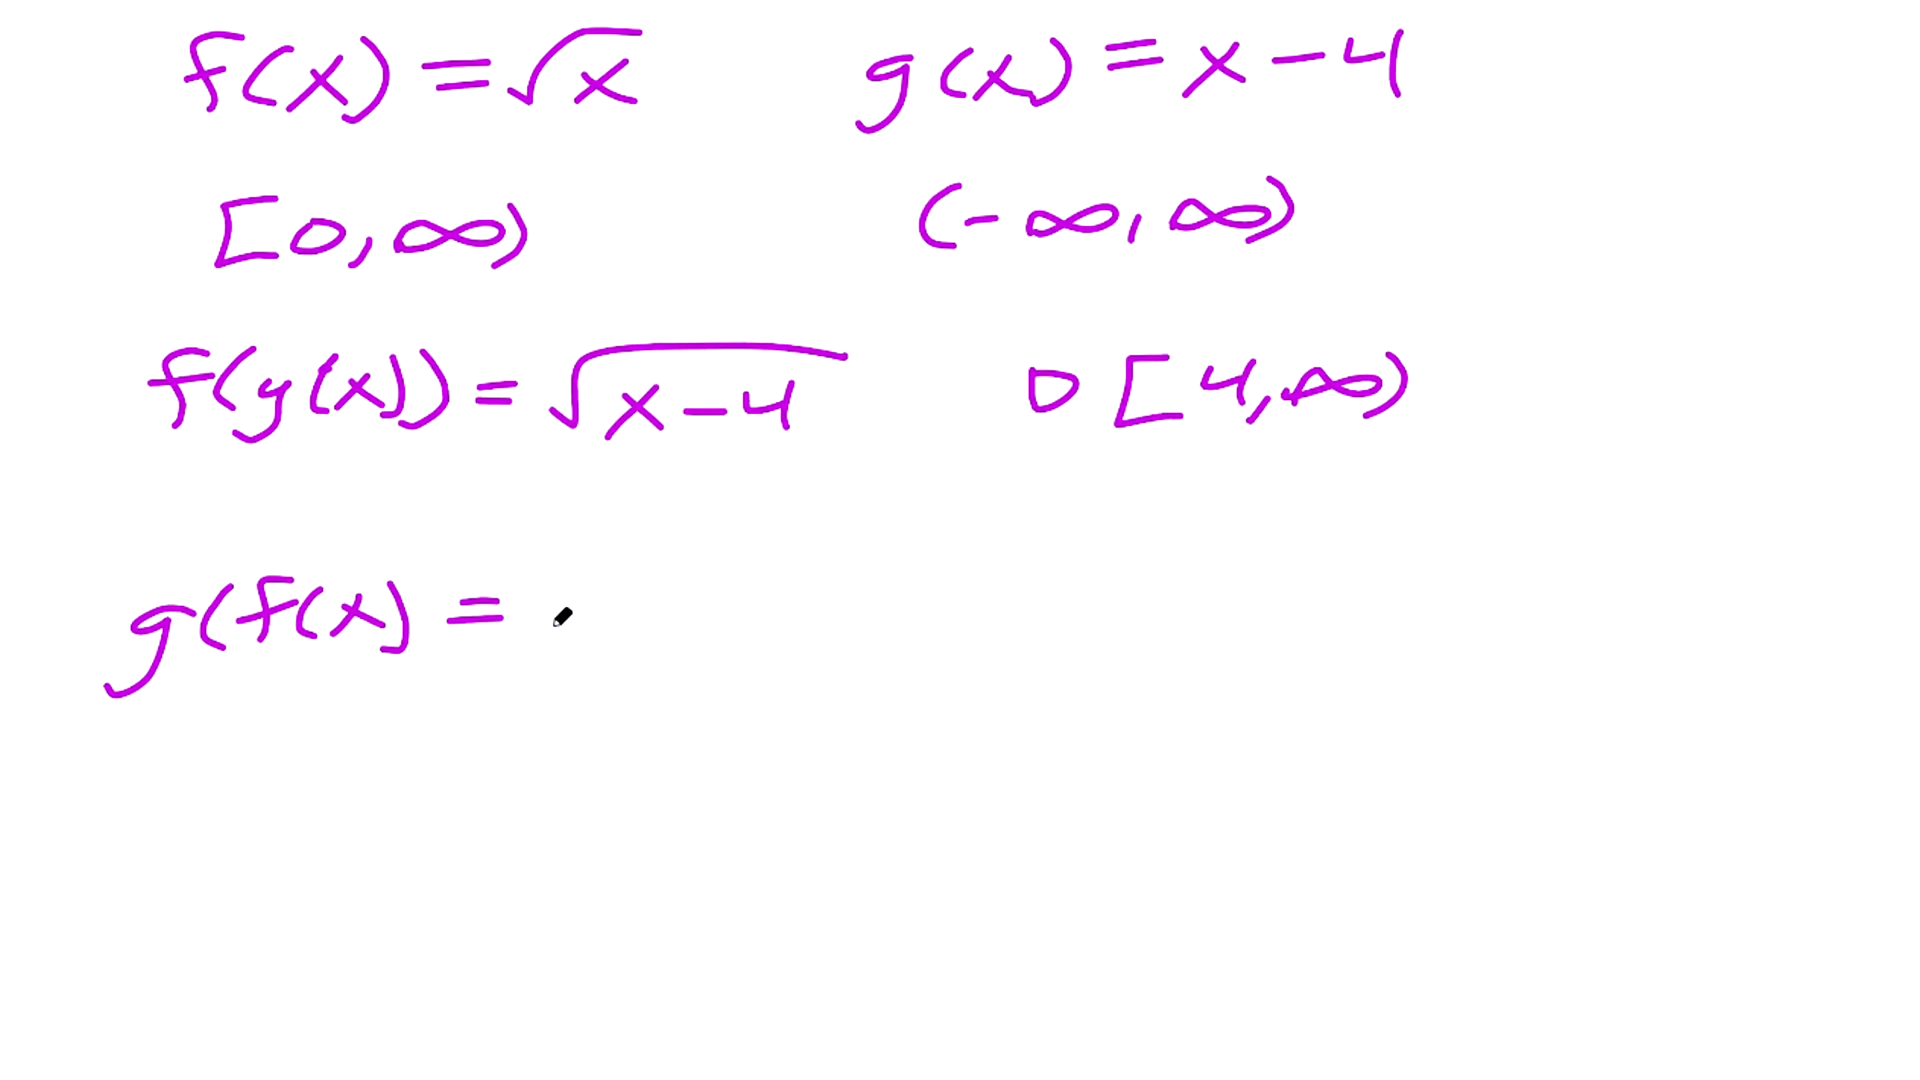 f(x) = √x g(x) = x - 4
[0, ∞) (-∞, ∞)
f(g(x)) = √(x - 4) D [4, ∞)
g(f(x) =